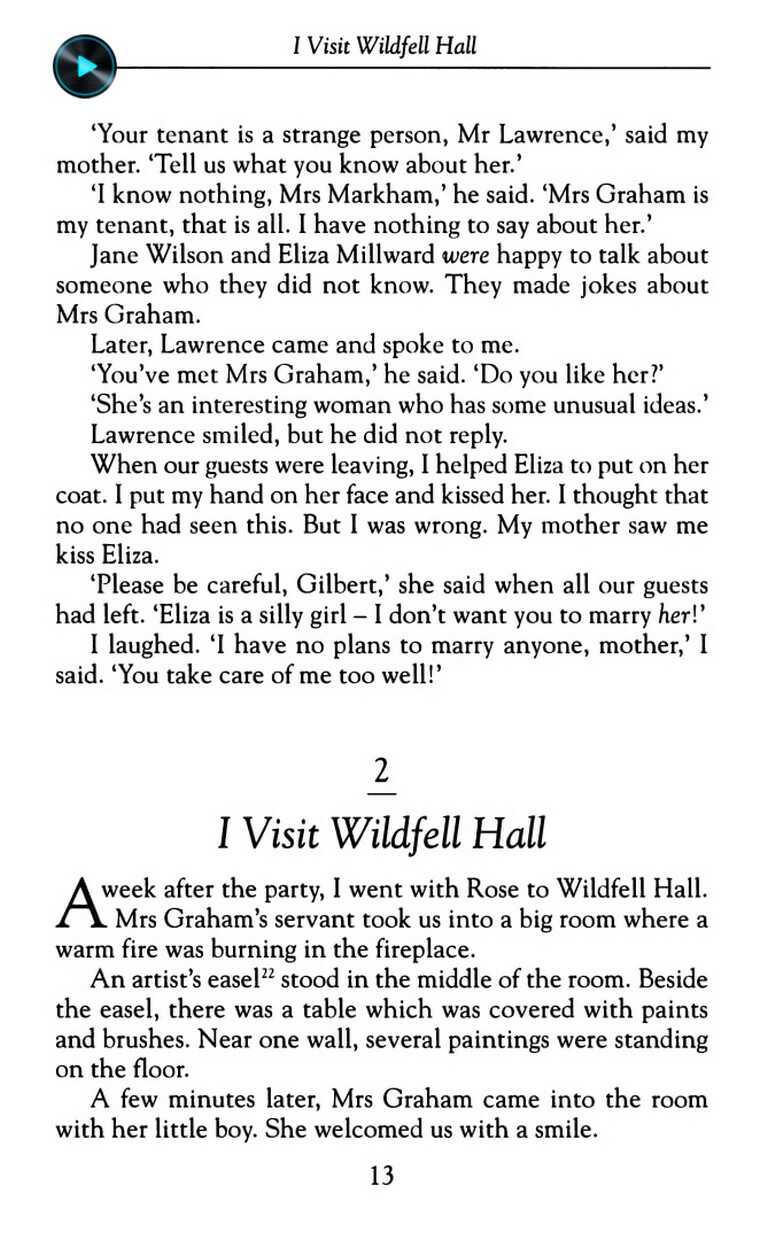 I Visit Wildfell Hall
‘Your tenant is a strange person, Mr Lawrence,’ said my
mother. ‘Tell us what you know about her.’
‘I know nothing, Mrs Markham,’ he said. ‘Mrs Graham is
my tenant, that is all. I have nothing to say about her.’
Jane Wilson and Eliza Millward were happy to talk about
someone who they did not know. They made jokes about
Mrs Graham.
Later, Lawrence came and spoke to me.
‘You’ve met Mrs Graham,’ he said. ‘Do you like her?’
‘She’s an interesting woman who has some unusual ideas.’
Lawrence smiled, but he did not reply.
When our guests were leaving, I helped Eliza to put on her
coat. I put my hand on her face and kissed her. I thought that
no one had seen this. But I was wrong. My mother saw me
kiss Eliza.
‘Please be careful, Gilbert,’ she said when all our guests
had left. ‘Eliza is a silly girl – I don’t want you to marry her!’
I laughed. ‘I have no plans to marry anyone, mother,’ I
said. ‘You take care of me too well!’
2
I Visit Wildfell Hall
A week after the party, I went with Rose to Wildfell Hall.
Mrs Graham’s servant took us into a big room where a
warm fire was burning in the fireplace.
An artist’s easel²² stood in the middle of the room. Beside
the easel, there was a table which was covered with paints
and brushes. Near one wall, several paintings were standing
on the floor.
A few minutes later, Mrs Graham came into the room
with her little boy. She welcomed us with a smile.
13